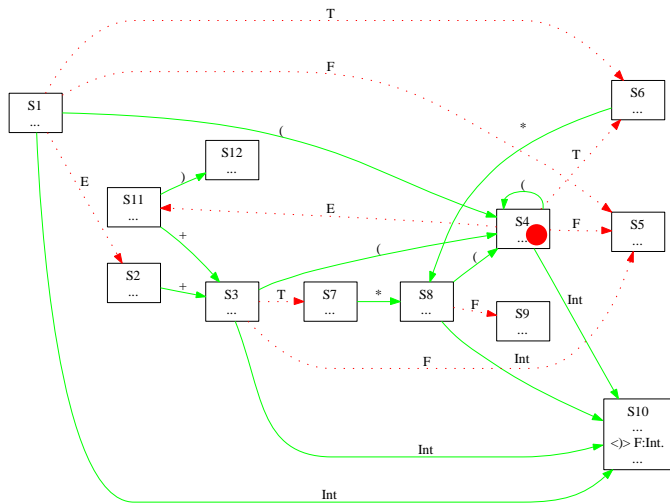 T
F
S1
...
S6
...
*
(
S12
...
T
E
)
(
S11
...
E
S4
...
F
S5
...
+
(
S2
...
+
(
S3
...
T
S7
...
*
S8
...
F
S9
...
Int
Int
F
S10
...
<)> F:Int.
...
Int
Int